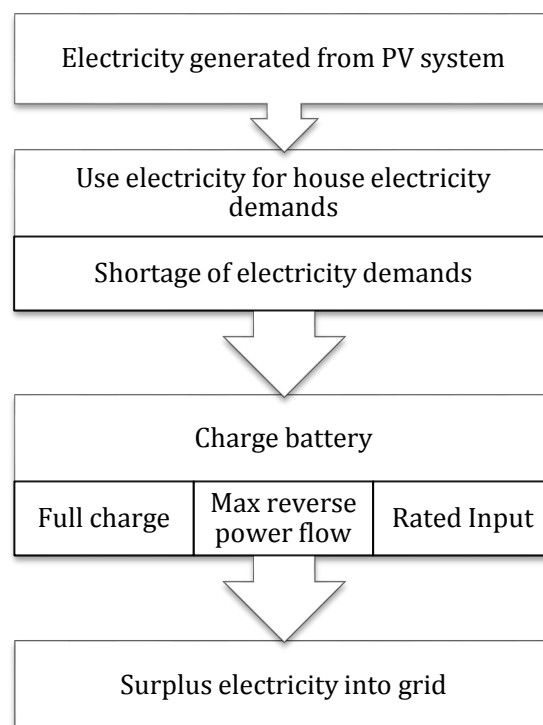 Electricity generated from PV system
Use electricity for house electricity
demands
Shortage of electricity demands
Charge battery
Full charge
Max reverse
power flow
Rated Input
Surplus electricity into grid